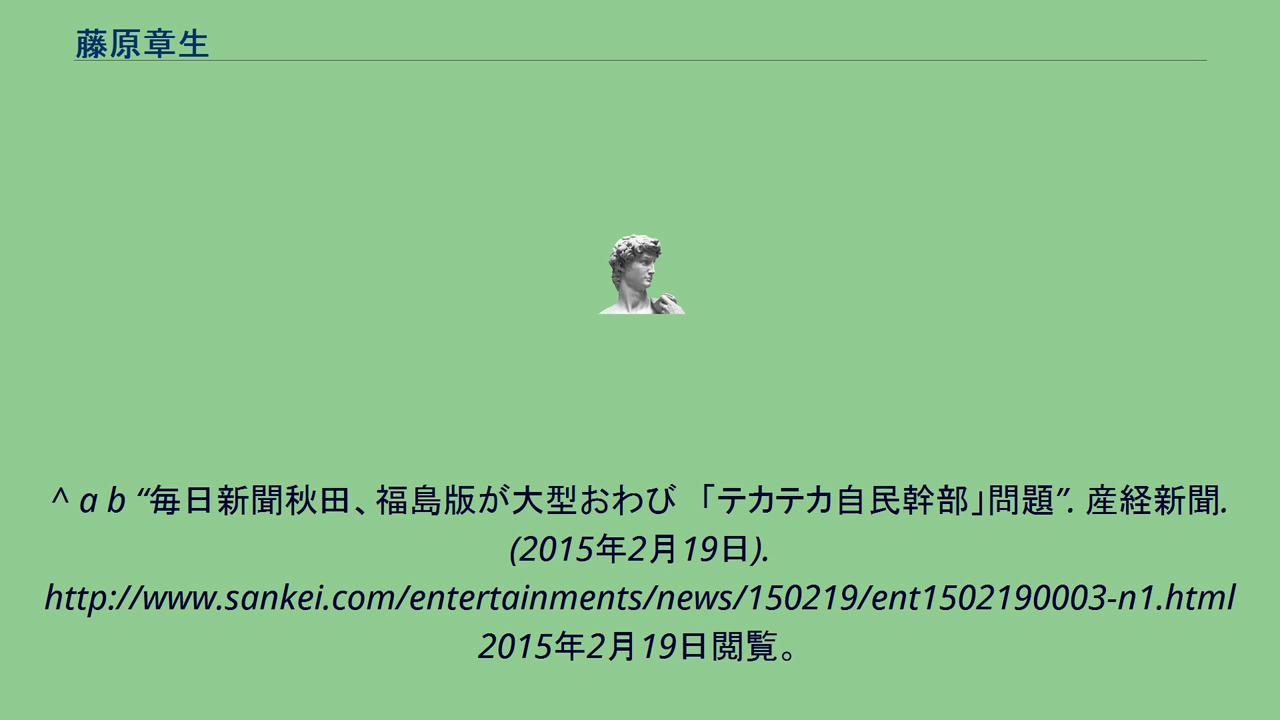 藤原章生
^ a b “毎日新聞秋田、福島版が大型おわび 「テカテカ自民幹部」問題”. 産経新聞.
(2015年2月19日).
http://www.sankei.com/entertainments/news/150219/ent1502190003-n1.html
2015年2月19日閲覧。